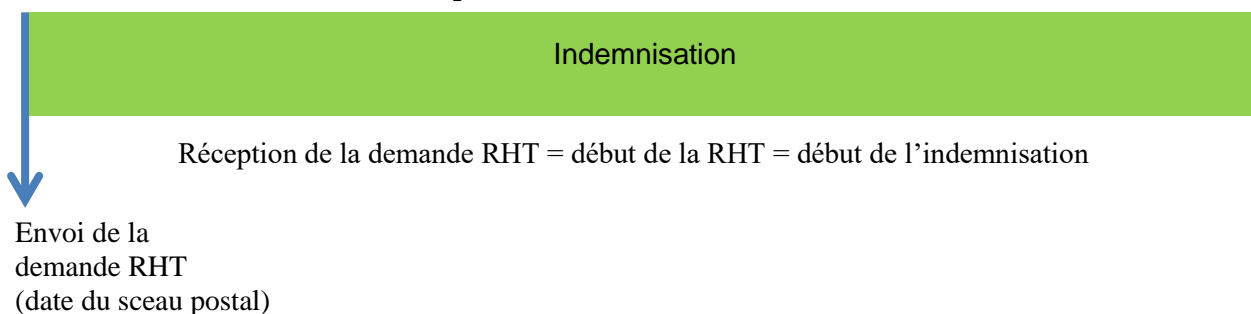 Indemnisation
Réception de la demande RHT = début de la RHT = début de l’indemnisation
Envoi de la
demande RHT
(date du sceau postal)